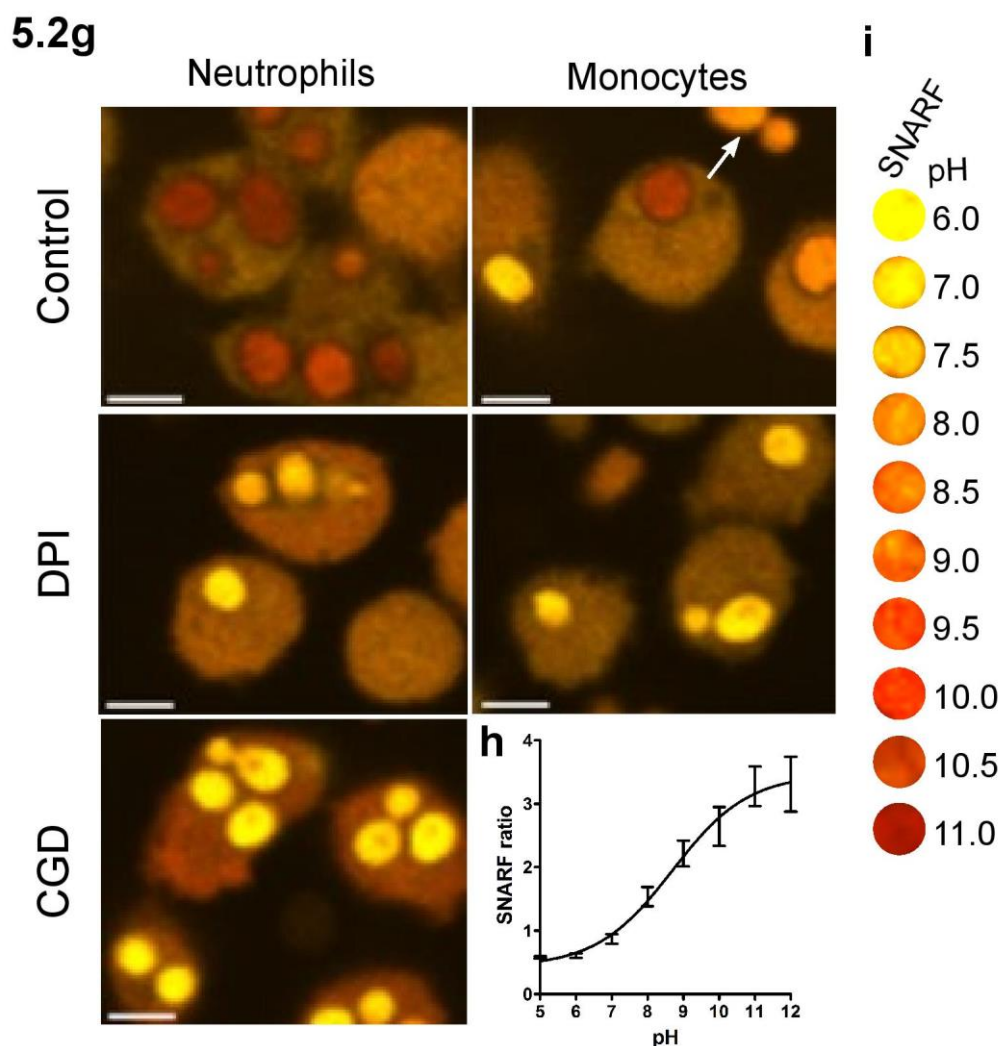 5.2g
Neutrophils
Monocytes
Control
DPI
CGD
h
SNARF ratio
4
3
2
1
0
5 6 7 8 9 10 11 12
pH
i
SNARF
pH
6.0
7.0
7.5
8.0
8.5
9.0
9.5
10.0
10.5
11.0